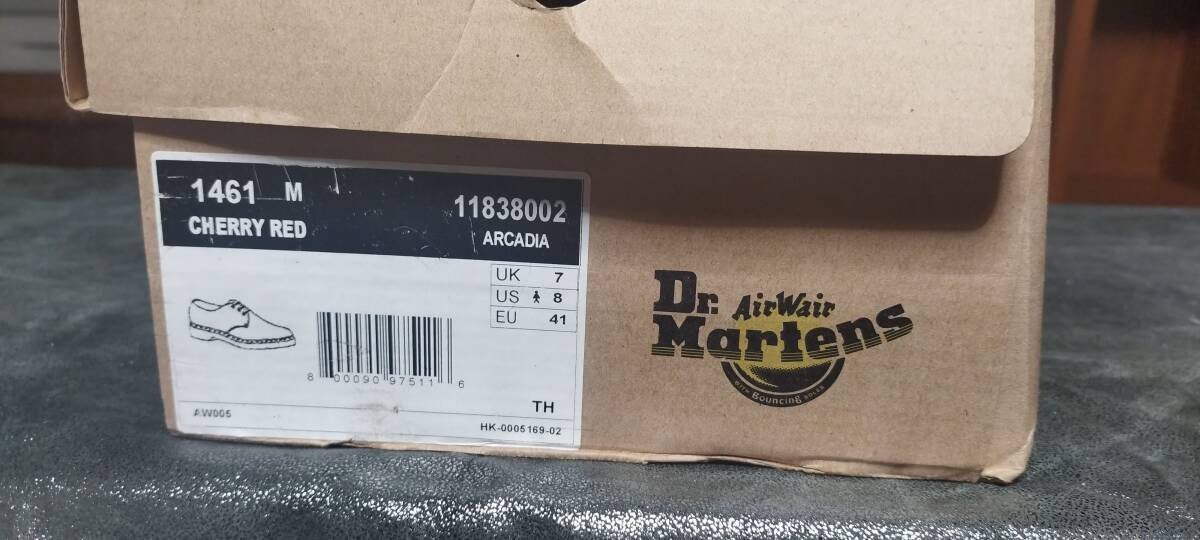 1461 M
CHERRY RED
11838002
ARCADIA
UK 7
US 8
EU 41
8 00090 97511 6
AW005
TH
HK-0005169-02
Dr. AirWair
Martens
WITH Bouncing SOLES